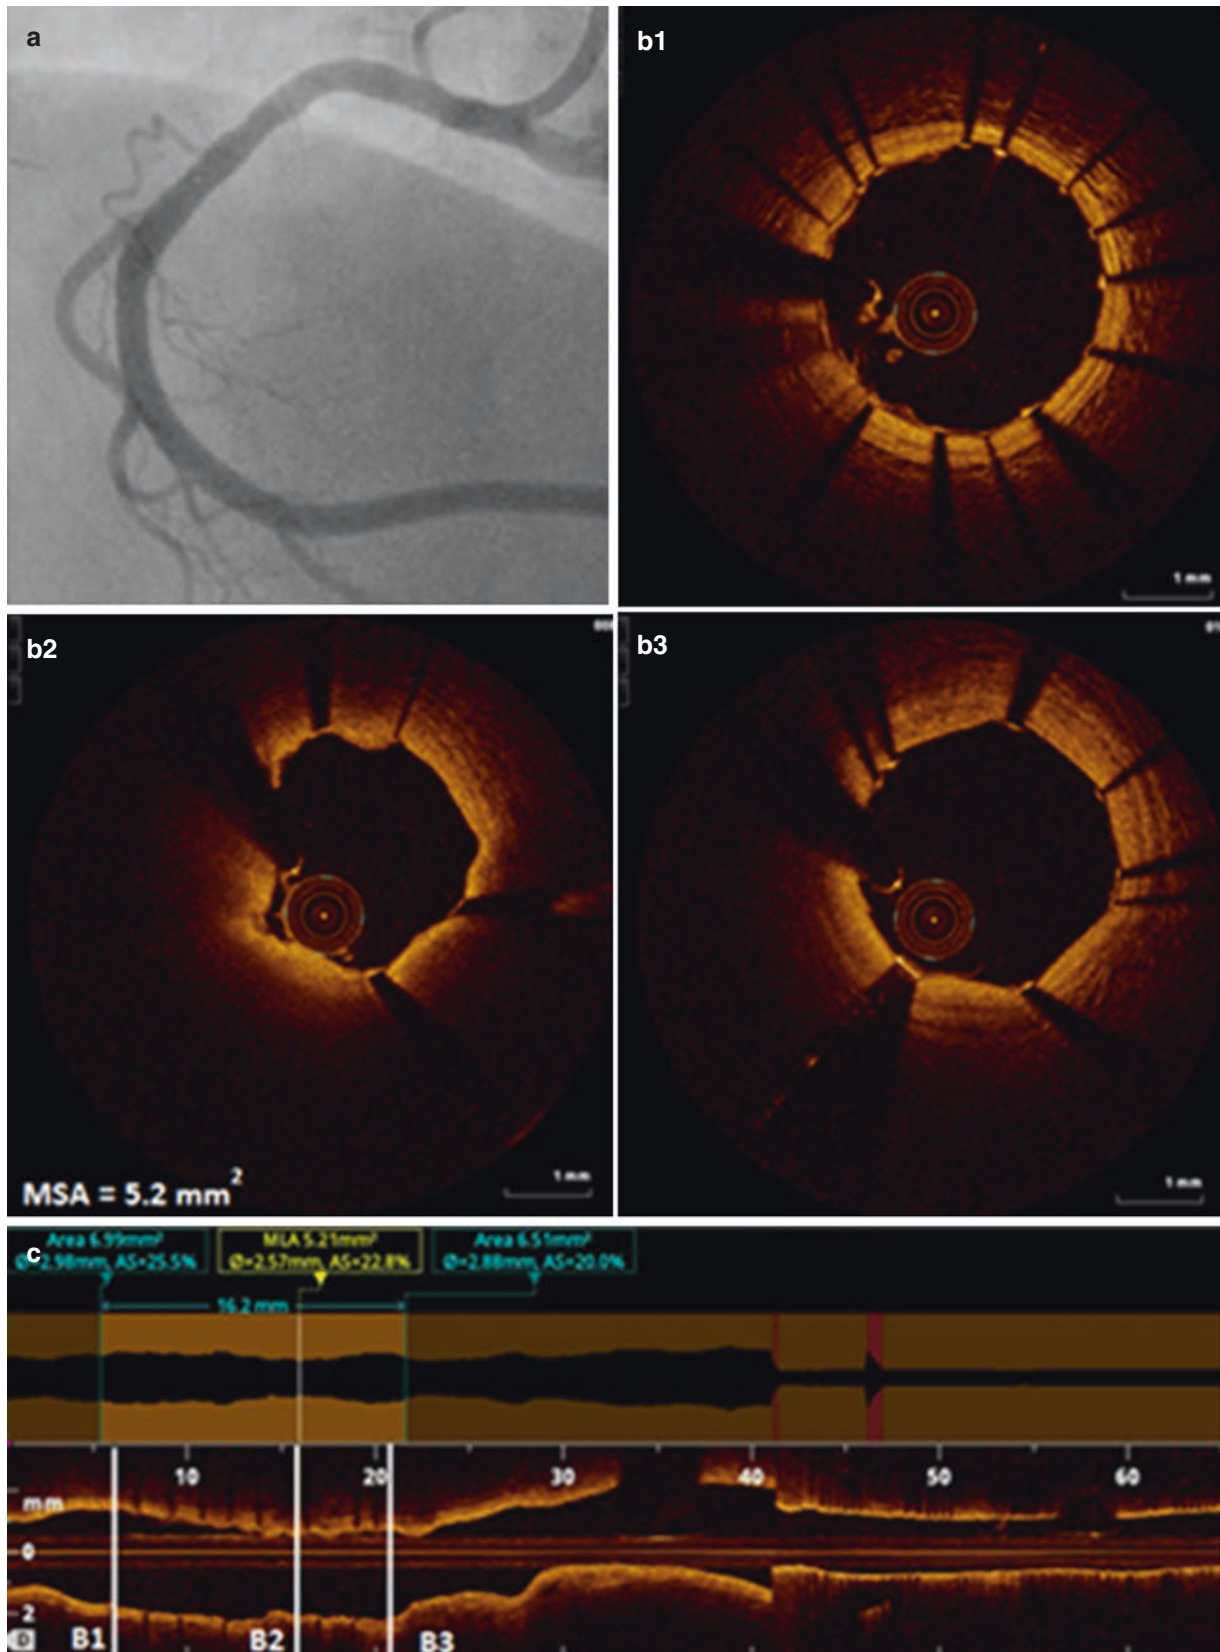 a
b1
1 mm
b2
MSA = 5.2 mm2
1 mm
b3
1 mm
c
Area 6.99mm²
Ø=2.98mm, AS=25.5%
MLA 5.21mm²
Ø=2.57mm, AS=22.8%
Area 6.51mm²
Ø=2.88mm, AS=20.0%
16.2 mm
10 20 30 40 50 60
mm
0
2
B1 B2 B3